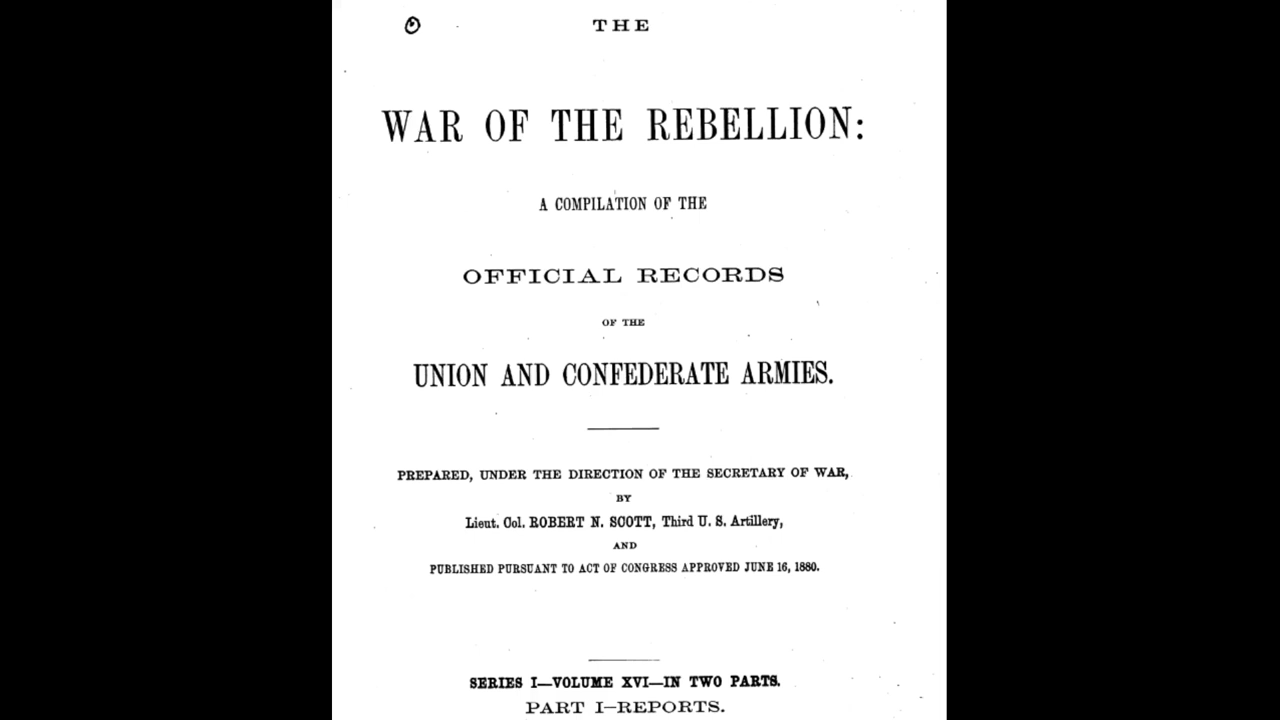 THE
WAR OF THE REBELLION:
A COMPILATION OF THE
OFFICIAL RECORDS
OF THE
UNION AND CONFEDERATE ARMIES.
PREPARED, UNDER THE DIRECTION OF THE SECRETARY OF WAR,
BY
Lieut. Col. ROBERT N. SCOTT, Third U. S. Artillery,
AND
PUBLISHED PURSUANT TO ACT OF CONGRESS APPROVED JUNE 16, 1880.
SERIES I—VOLUME XVI—IN TWO PARTS.
PART I—REPORTS.